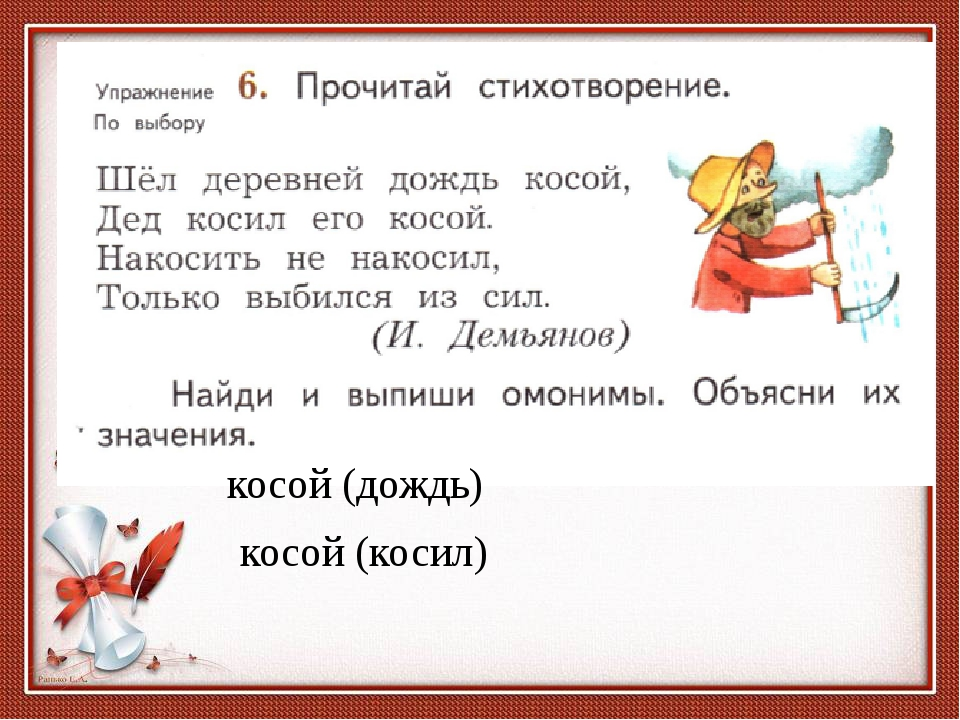 Упражнение 6. Прочитай стихотворение.
По выбору
Шёл деревней дождь косой,
Дед косил его косой.
Накосить не накосил,
Только выбился из сил.
(И. Демьянов)
Найди и выпиши омонимы. Объясни их
значения.
косой (дождь)
косой (косил)
Ранько Е.А.